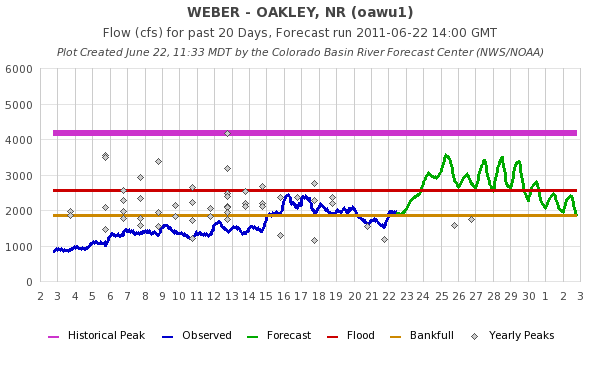 WEBER - OAKLEY, NR (oawu1)
Flow (cfs) for past 20 Days, Forecast run 2011-06-22 14:00 GMT
Plot Created June 22, 11:33 MDT by the Colorado Basin River Forecast Center (NWS/NOAA)
6000
5000
4000
3000
2000
1000
0
2 3 4 5 6 7 8 9 10 11 12 13 14 15 16 17 18 19 20 21 22 23 24 25 26 27 28 29 30 1 2 3
Historical Peak Observed Forecast Flood Bankfull Yearly Peaks